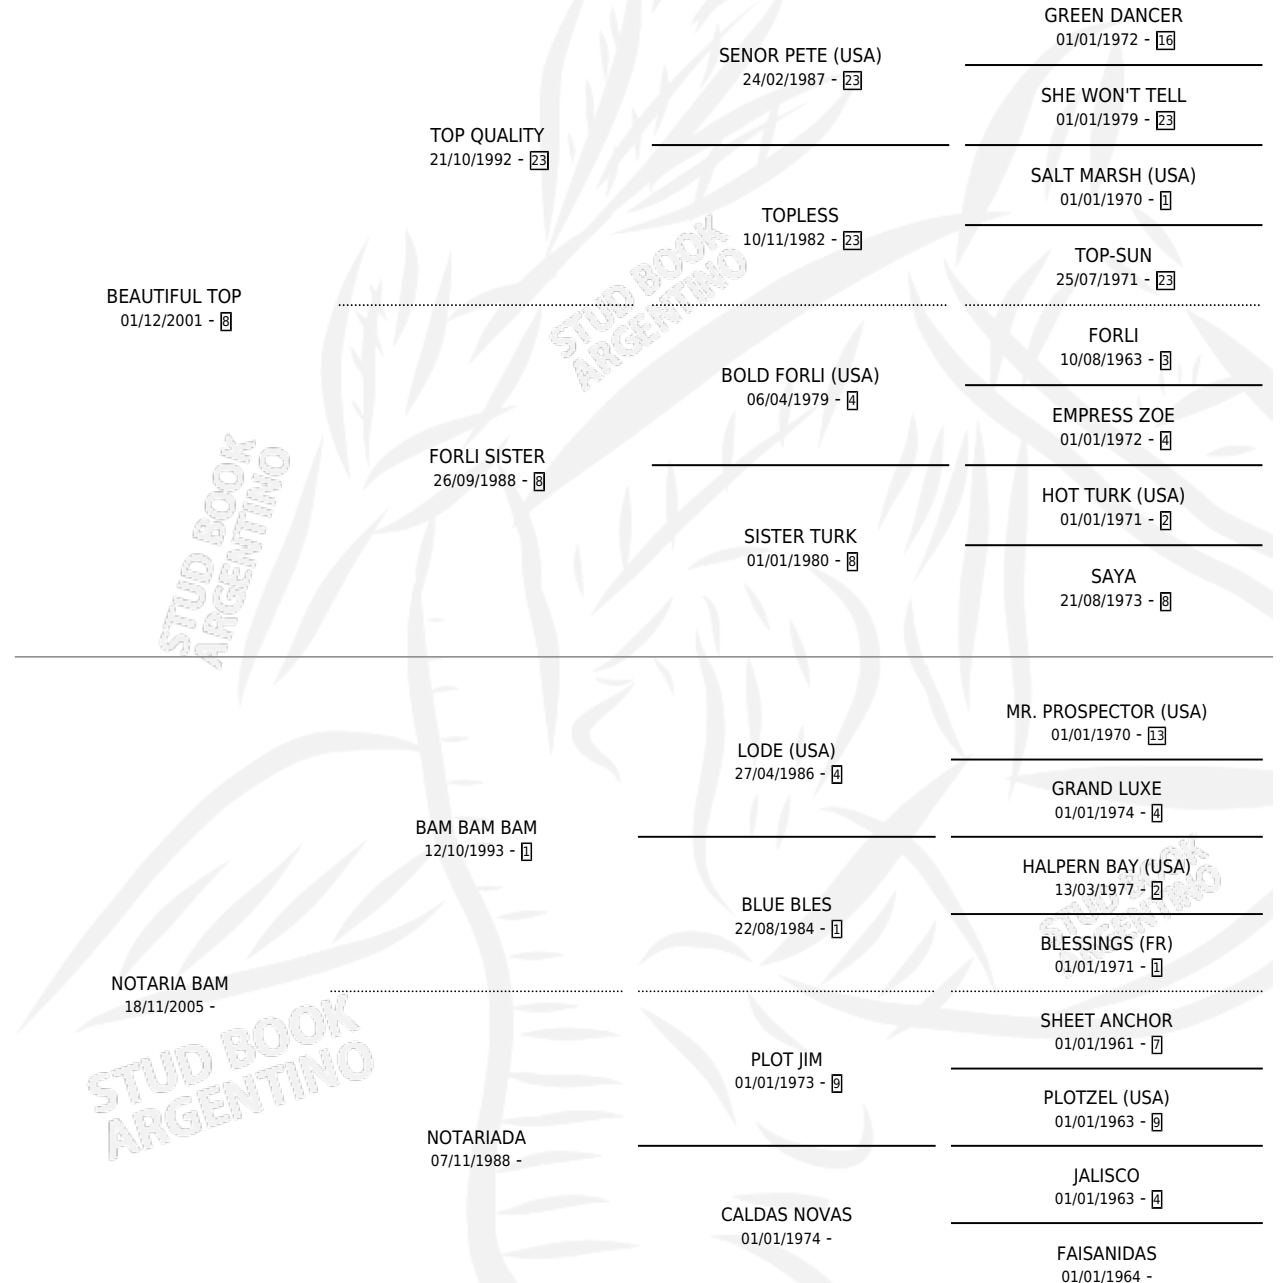 GREEN DANCER
01/01/1972 - 16
SENOR PETE (USA)
24/02/1987 - 23
SHE WON'T TELL
01/01/1979 - 23
TOP QUALITY
21/10/1992 - 23
SALT MARSH (USA)
01/01/1970 - 1
TOPLESS
10/11/1982 - 23
TOP-SUN
25/07/1971 - 23
BEAUTIFUL TOP
01/12/2001 - 8
FORLI
10/08/1963 - 3
BOLD FORLI (USA)
06/04/1979 - 4
EMPRESS ZOE
01/01/1972 - 4
FORLI SISTER
26/09/1988 - 8
HOT TURK (USA)
01/01/1971 - 2
SISTER TURK
01/01/1980 - 8
SAYA
21/08/1973 - 8
MR. PROSPECTOR (USA)
01/01/1970 - 13
LODE (USA)
27/04/1986 - 4
GRAND LUXE
01/01/1974 - 4
BAM BAM BAM
12/10/1993 - 1
HALPERN BAY (USA)
13/03/1977 - 2
BLUE BLES
22/08/1984 - 1
BLESSINGS (FR)
01/01/1971 - 1
NOTARIA BAM
18/11/2005 -
SHEET ANCHOR
01/01/1961 - 7
PLOT JIM
01/01/1973 - 9
PLOTZEL (USA)
01/01/1963 - 9
NOTARIADA
07/11/1988 -
JALISCO
01/01/1963 - 4
CALDAS NOVAS
01/01/1974 -
FAISANIDAS
01/01/1964 -
STUD BOOK
ARGENTINO
STUD BOOK
ARGENTINO
STUD BOOK
ARGENTINO
STUD BOOK
ARGENTINO